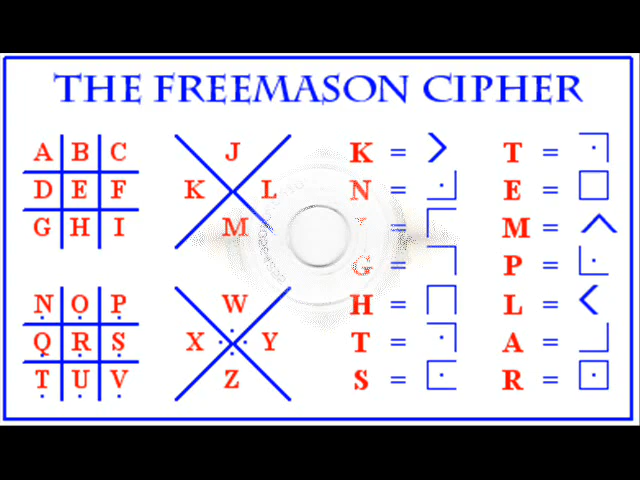 THE FREEMASON CIPHER
A B C
D E F
G H I
J
K L
M
N O P
Q R S
T U V
W
X Y
Z
K =
N =
=
G =
H =
T =
S =
T =
E =
M =
P =
L =
A =
R =